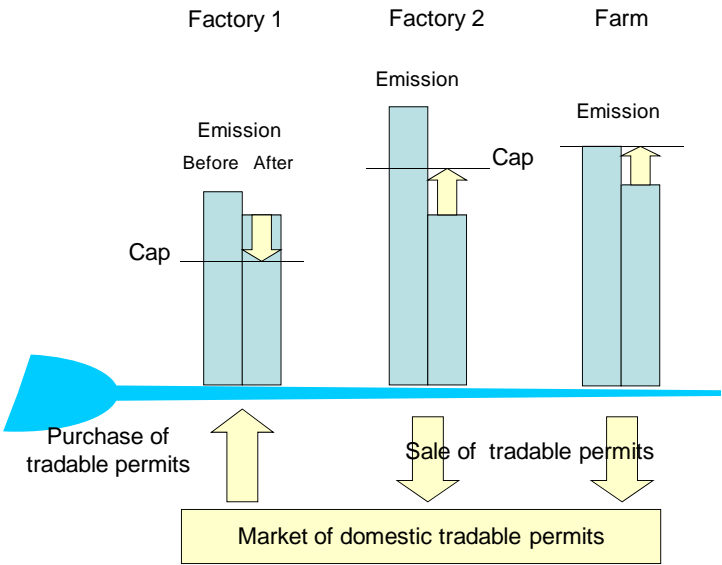 Factory 1
Factory 2
Farm
Emission
Emission
Emission
Before After
Cap
Cap
Purchase of
tradable permits
Sale of tradable permits
Market of domestic tradable permits